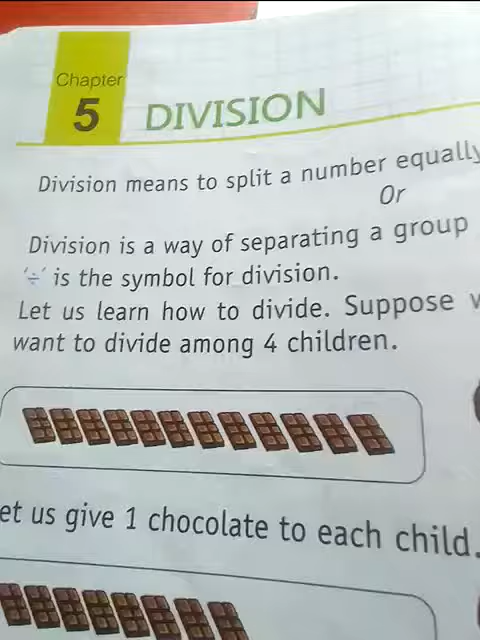 Chapter
5
DIVISION
Division means to split a number equally
Or
Division is a way of separating a group
‘÷’ is the symbol for division.
Let us learn how to divide. Suppose
want to divide among 4 children.
et us give 1 chocolate to each child.